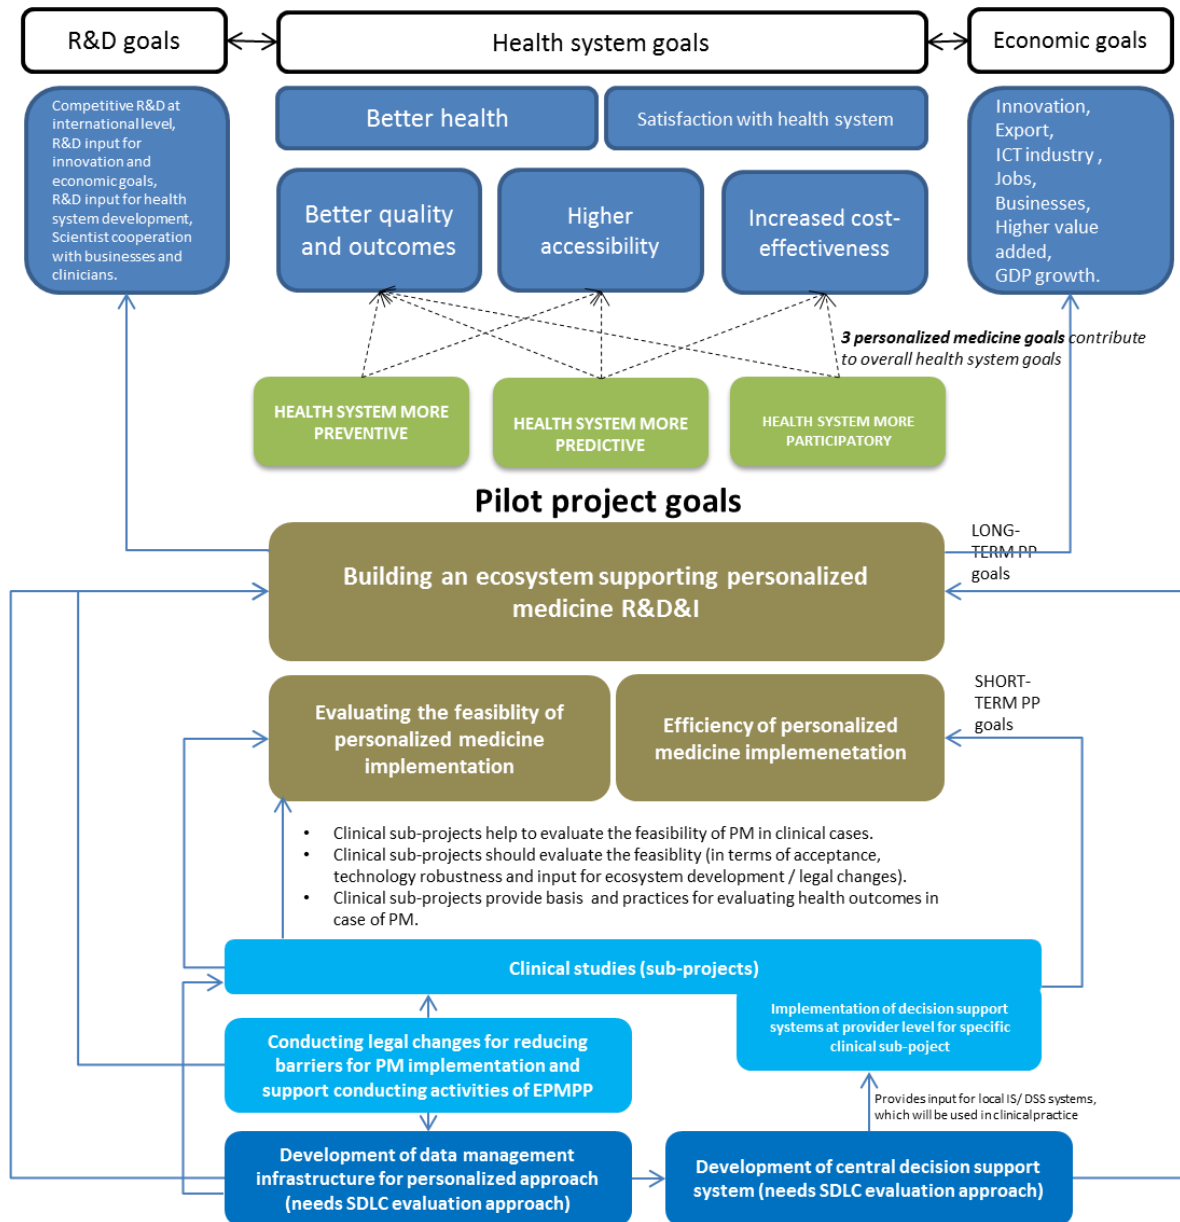 R&D goals
Health system goals
Economic goals
Competitive R&D at
international level,
R&D input for
innovation and
economic goals,
R&D input for health
system development,
Scientist cooperation
with businesses and
clinicians.
Better health
Satisfaction with health system
Innovation,
Export,
ICT industry ,
Jobs,
Businesses,
Higher value
added,
GDP growth.
Better quality
and outcomes
Higher
accessibility
Increased cost-
effectiveness
3 personalized medicine goals contribute
to overall health system goals
HEALTH SYSTEM MORE
PREVENTIVE
HEALTH SYSTEM MORE
PREDICTIVE
HEALTH SYSTEM MORE
PARTICIPATORY
Pilot project goals
Building an ecosystem supporting personalized
medicine R&D&I
LONG-
TERM PP
goals
Evaluating the feasiblity of
personalized medicine
implementation
Efficiency of personalized
medicine implemenetation
SHORT-
TERM PP
goals
• Clinical sub-projects help to evaluate the feasibility of PM in clinical cases.
• Clinical sub-projects should evaluate the feasiblity (in terms of acceptance,
technology robustness and input for ecosystem development / legal changes).
• Clinical sub-projects provide basis and practices for evaluating health outcomes in
case of PM.
Clinical studies (sub-projects)
Implementation of decision support
systems at provider level for specific
clinical sub-poject
Conducting legal changes for reducing
barriers for PM implementation and
support conducting activities of EPMPP
Provides input for local IS/ DSS systems,
which will be used in clinical practice
Development of data management
infrastructure for personalized approach
(needs SDLC evaluation approach)
Development of central decision support
system (needs SDLC evaluation approach)